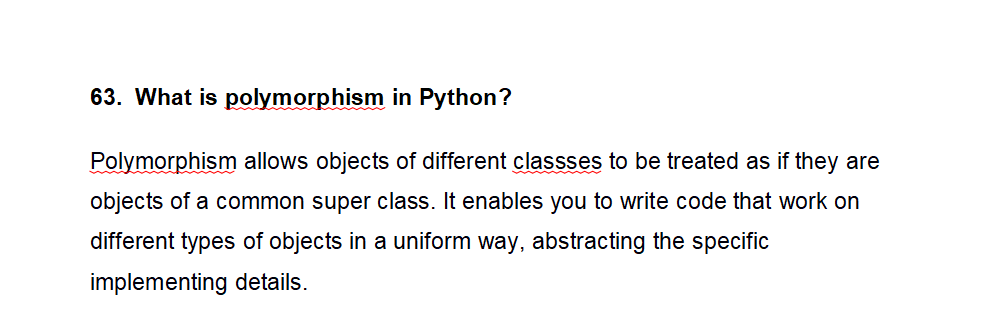 63. What is polymorphism in Python?
Polymorphism allows objects of different classses to be treated as if they are
objects of a common super class. It enables you to write code that work on
different types of objects in a uniform way, abstracting the specific
implementing details.